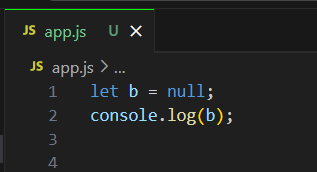 JS app.js U ×
JS app.js > ...
1 let b = null;
2 console.log(b);
3
4